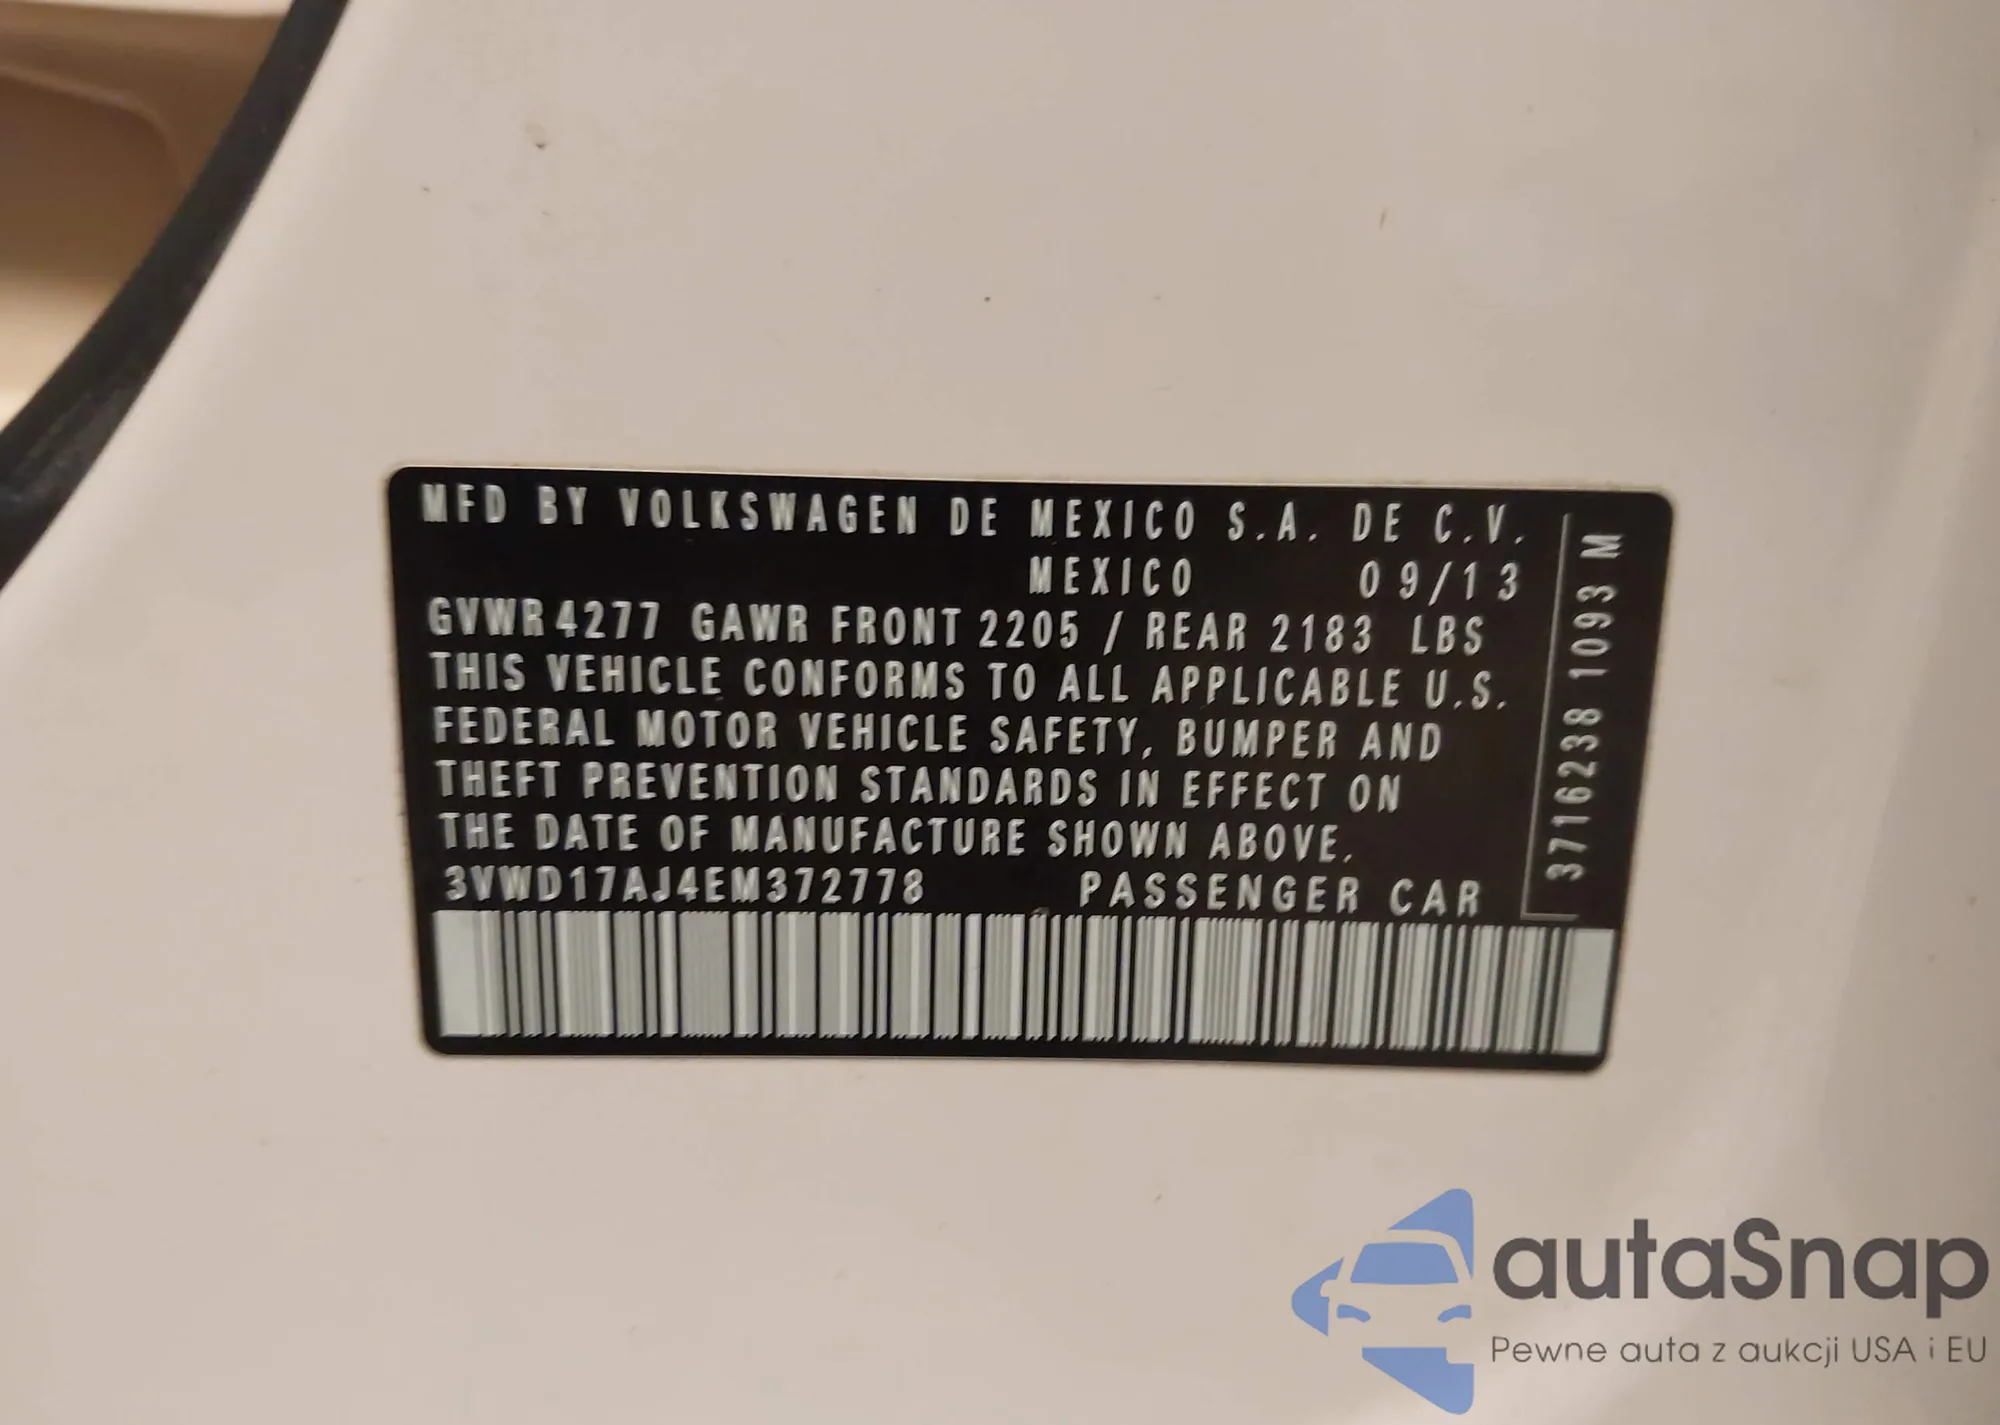 MFD BY VOLKSWAGEN DE MEXICO S.A. DE C.V.
MEXICO 09/13
GVWR 4277 GAWR FRONT 2205 / REAR 2183 LBS
THIS VEHICLE CONFORMS TO ALL APPLICABLE U.S.
FEDERAL MOTOR VEHICLE SAFETY, BUMPER AND
THEFT PREVENTION STANDARDS IN EFFECT ON
THE DATE OF MANUFACTURE SHOWN ABOVE.
3VWD17AJ4EM372778 PASSENGER CAR
3716238 1093 M
autaSnap
Pewne auta z aukcji USA i EU